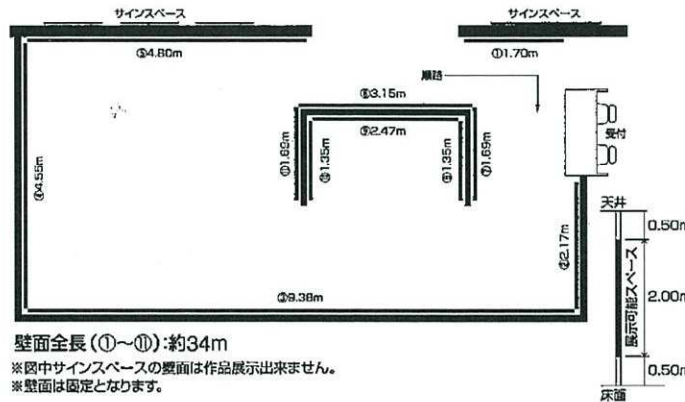 サインスペース
サインスペース
⑤4.80m
①1.70m
順路
⑥3.15m
⑨2.47m
受付
④4.55m
⑪1.69m
⑩1.35m
⑧1.35m
⑦1.69m
②2.17m
天井
0.50m
展示可能スペース
2.00m
0.50m
床面
③9.38m
壁面全長(①～⑪):約34m
※図中サインスペースの壁面は作品展示出来ません。
※壁面は固定となります。